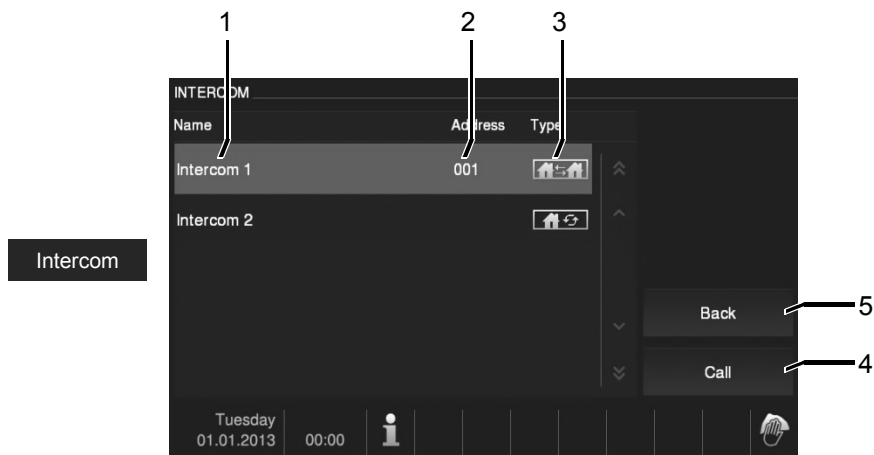 1 2 3
INTERCOM
Name Address Type
Intercom 1 001
Intercom 2
Intercom
Back 5
Call 4
Tuesday
01.01.2013 00:00